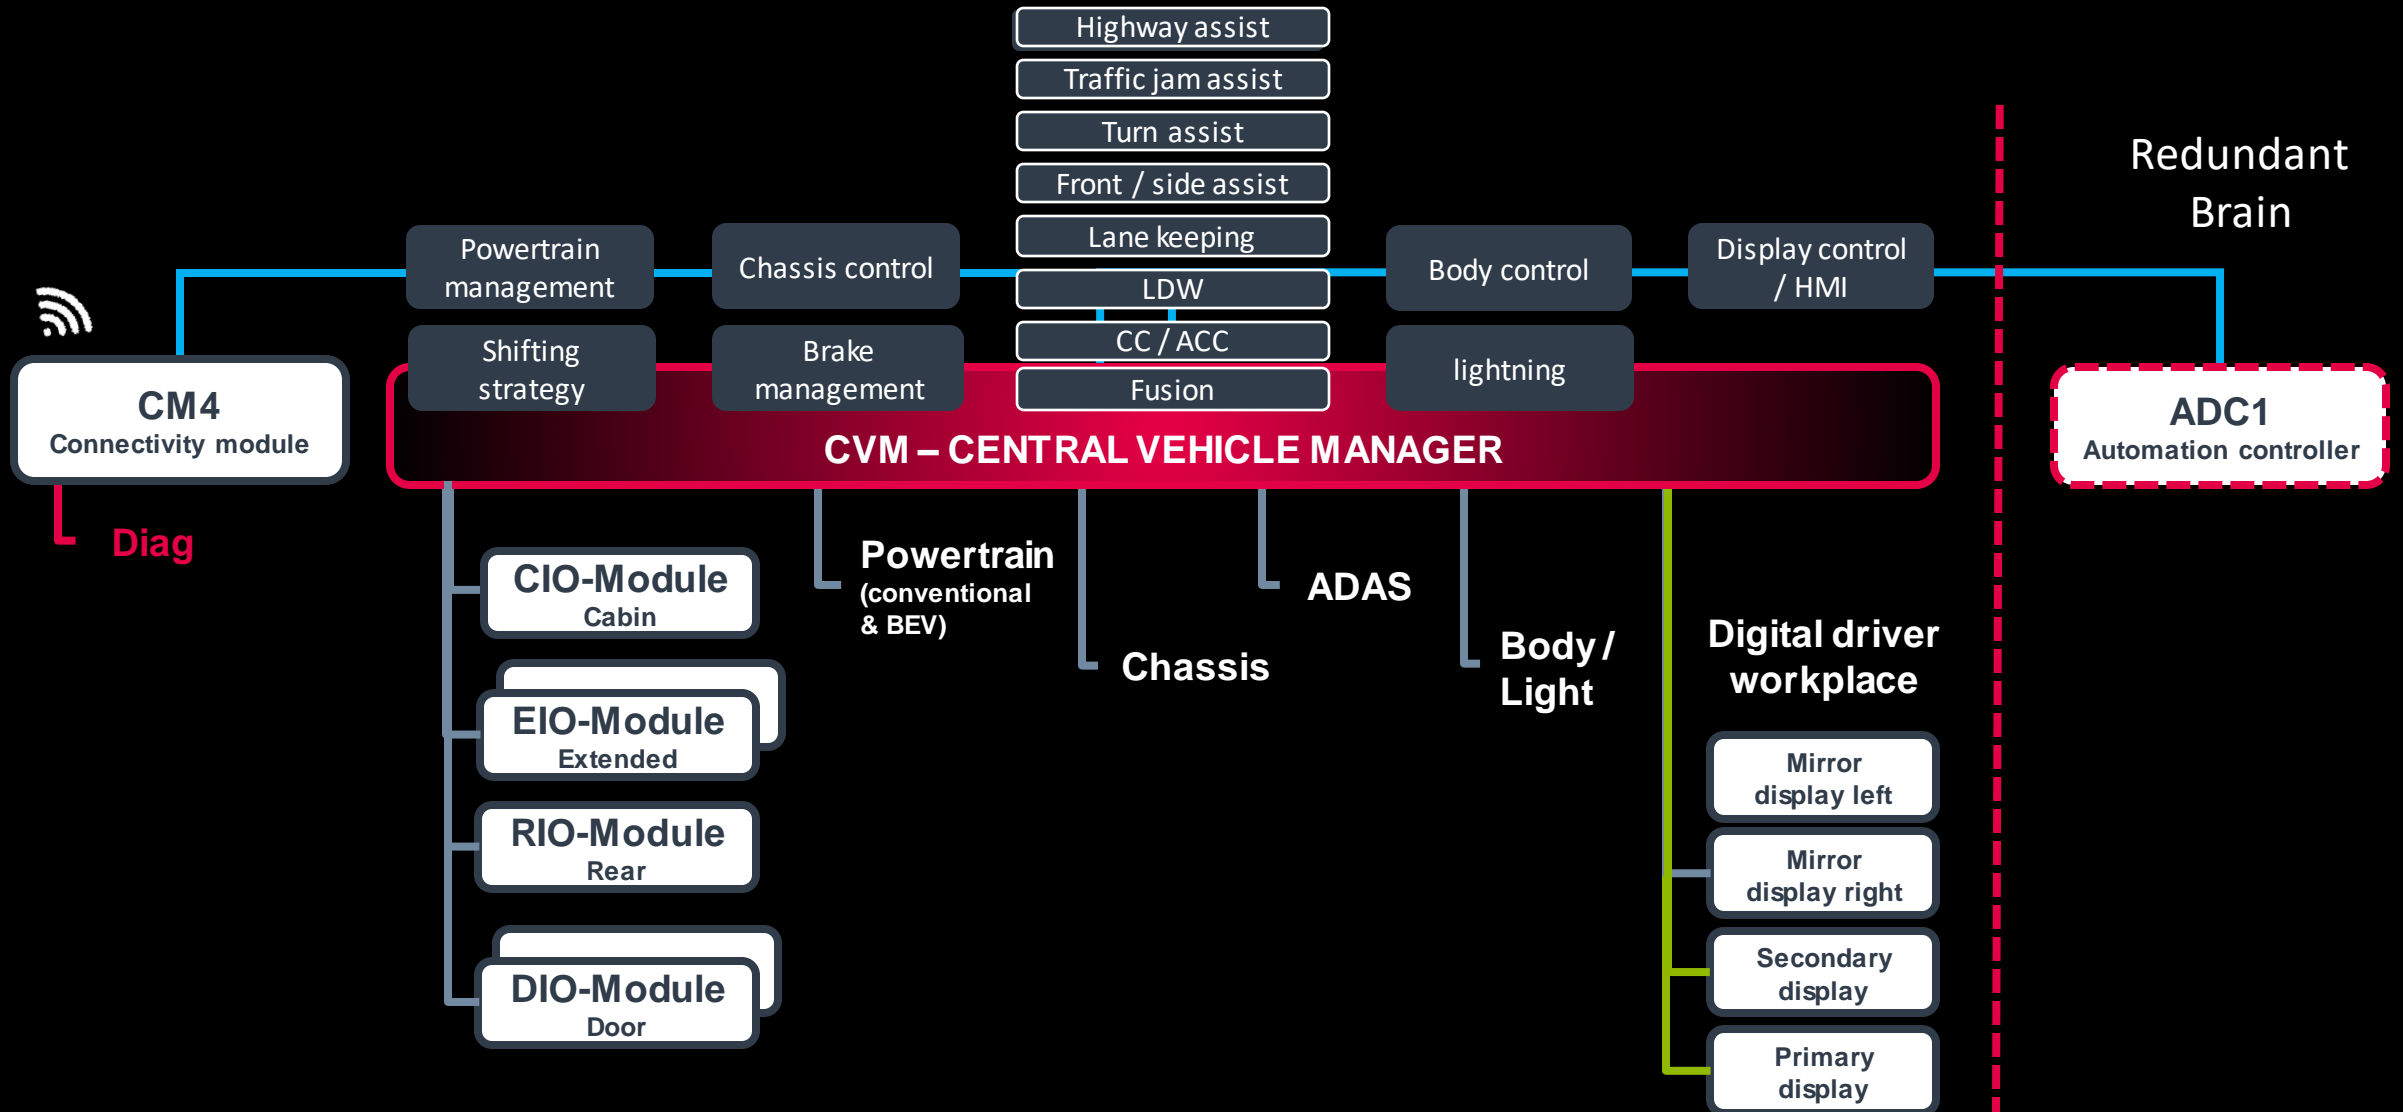 Highway assist
Traffic jam assist
Turn assist
Front / side assist
Lane keeping
LDW
CC / ACC
Fusion
Powertrain
management
Chassis control
Body control
Display control
/ HMI
Shifting
strategy
Brake
management
lightning
Redundant
Brain
CM4
Connectivity module
CVM – CENTRAL VEHICLE MANAGER
ADC1
Automation controller
Diag
CIO-Module
Cabin
EIO-Module
Extended
RIO-Module
Rear
DIO-Module
Door
Powertrain
(conventional
& BEV)
Chassis
ADAS
Body /
Light
Digital driver
workplace
Mirror
display left
Mirror
display right
Secondary
display
Primary
display